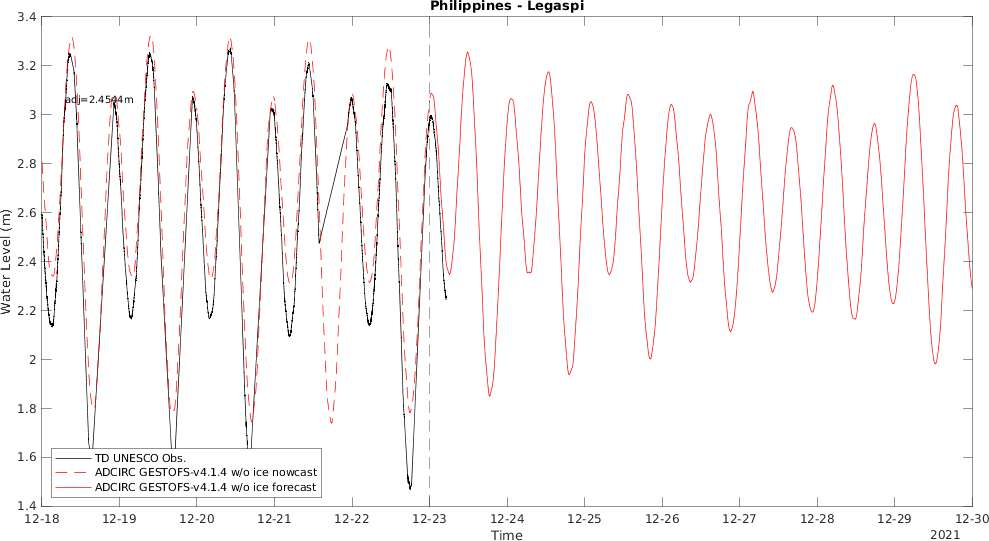 Philippines - Legaspi
3.4
3.2
3
2.8
2.6
2.4
2.2
2
1.8
1.6
1.4
Water Level (m)
TD UNESCO Obs.
ADCIRC GESTOFS-v4.1.4 w/o ice nowcast
ADCIRC GESTOFS-v4.1.4 w/o ice forecast
12-18 12-19 12-20 12-21 12-22 12-23 12-24 12-25 12-26 12-27 12-28 12-29 12-30
Time
2021